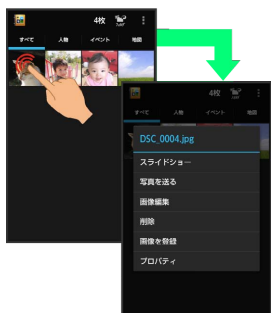 4枚
すべて
人物
イベント
地図
4枚
すべて
人物
イベント
地図
DSC_0004.jpg
スライドショー
写真を送る
画像編集
削除
画像を登録
プロパティ